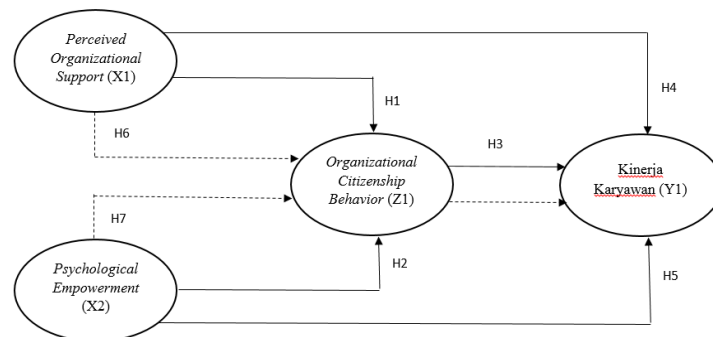 Perceived
Organizational
Support (X1)
H4
H1
H6
H3
Organizational
Citizenship
Behavior (Z1)
Kinerja
Karyawan (Y1)
H7
H2
Psychological
Empowerment
(X2)
H5